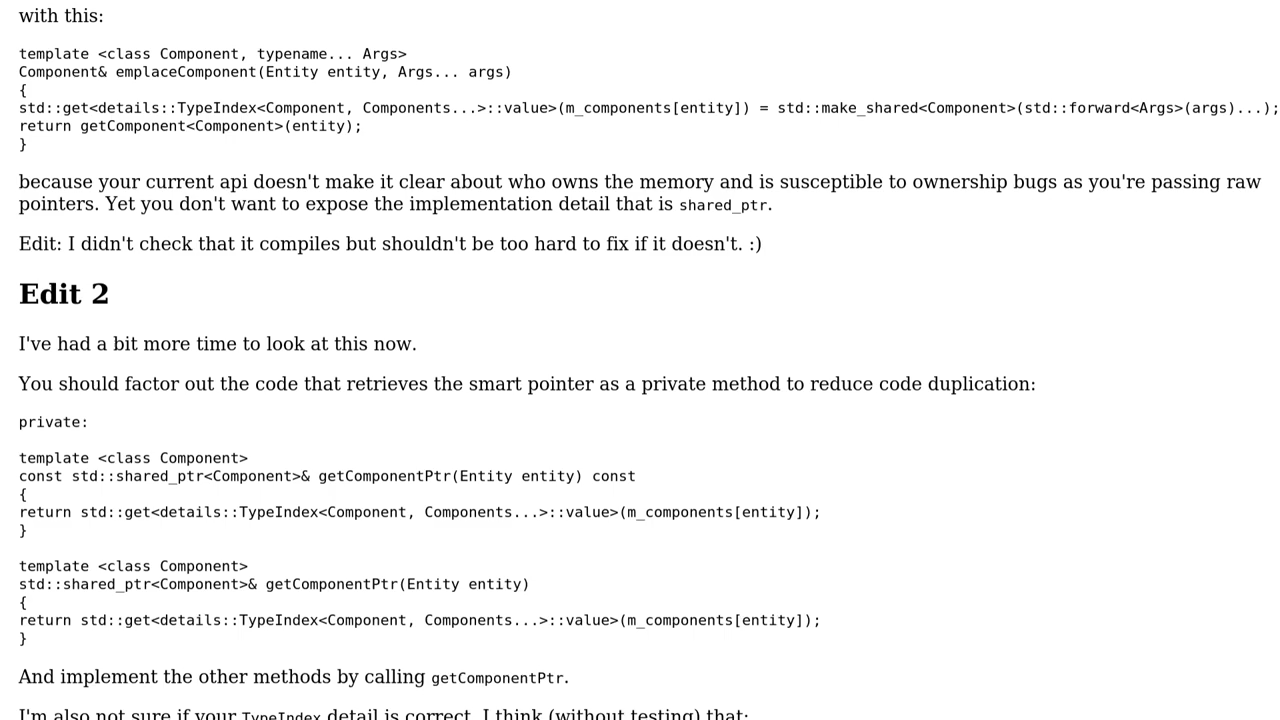 with this:
template <class Component, typename... Args>
Component& emplaceComponent(Entity entity, Args... args)
{
std::get<details::TypeIndex<Component, Components...>::value>(m_components[entity]) = std::make_shared<Component>(std::forward<Args>(args)...);
return getComponent<Component>(entity);
}
because your current api doesn't make it clear about who owns the memory and is susceptible to ownership bugs as you're passing raw
pointers. Yet you don't want to expose the implementation detail that is shared_ptr.
Edit: I didn't check that it compiles but shouldn't be too hard to fix if it doesn't. :)
Edit 2
I've had a bit more time to look at this now.
You should factor out the code that retrieves the smart pointer as a private method to reduce code duplication:
private:
template <class Component>
const std::shared_ptr<Component>& getComponentPtr(Entity entity) const
{
return std::get<details::TypeIndex<Component, Components...>::value>(m_components[entity]);
}
template <class Component>
std::shared_ptr<Component>& getComponentPtr(Entity entity)
{
return std::get<details::TypeIndex<Component, Components...>::value>(m_components[entity]);
}
And implement the other methods by calling getComponentPtr.
I'm also not sure if your TypeIndex detail is correct, I think (without testing) that: